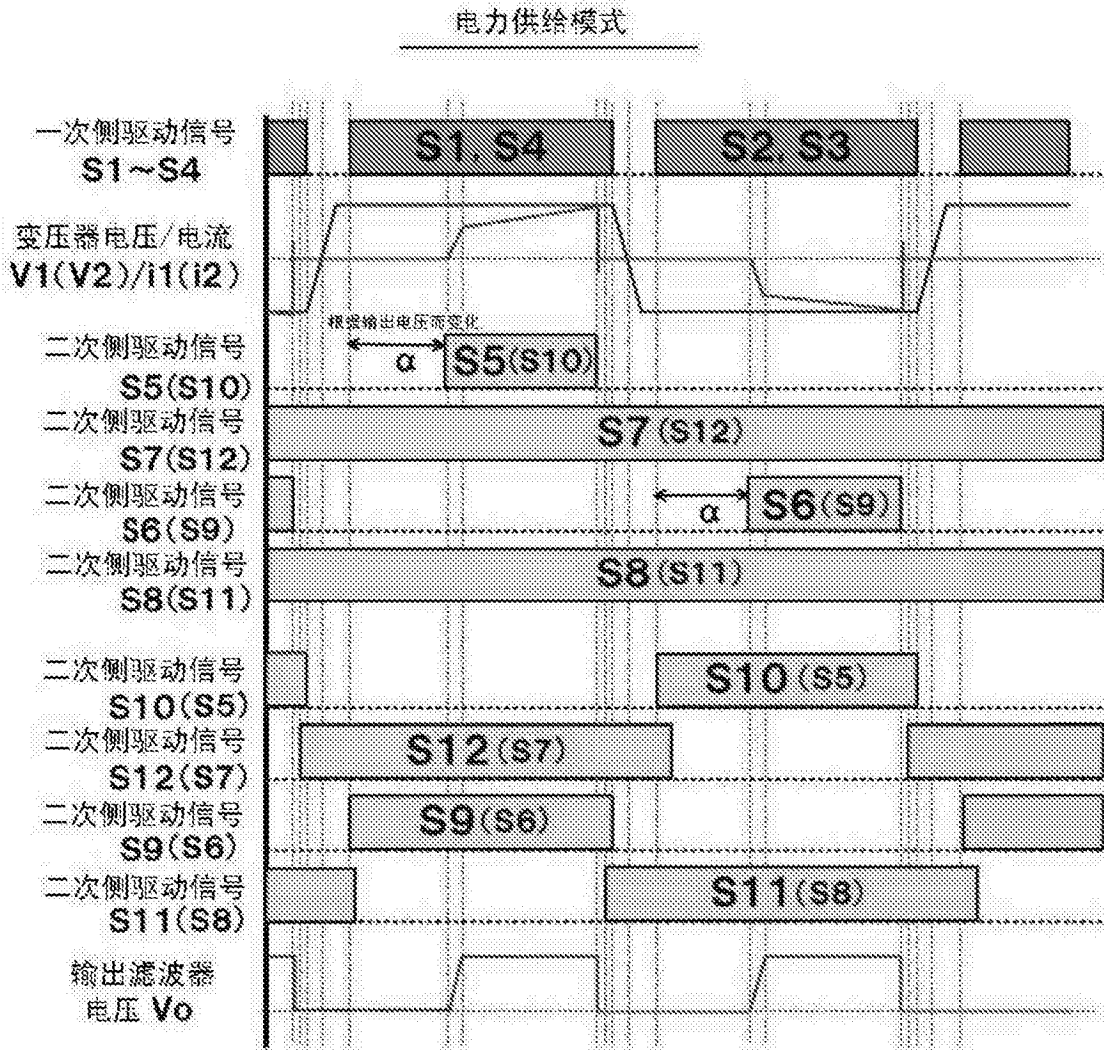 电力供给模式
一次侧驱动信号
S1～S4
S1. S4
S2. S3
变压器电压/电流
V1(V2)/i1(i2)
根据输出电压而变化
α
二次侧驱动信号
S5(S10)
S5(S10)
二次侧驱动信号
S7(S12)
S7(S12)
二次侧驱动信号
S6(S9)
α
S6(S9)
二次侧驱动信号
S8(S11)
S8(S11)
二次侧驱动信号
S10(S5)
S10(S5)
二次侧驱动信号
S12(S7)
S12(S7)
二次侧驱动信号
S9(S6)
S9(S6)
二次侧驱动信号
S11(S8)
S11(S8)
输出滤波器
电压 Vo